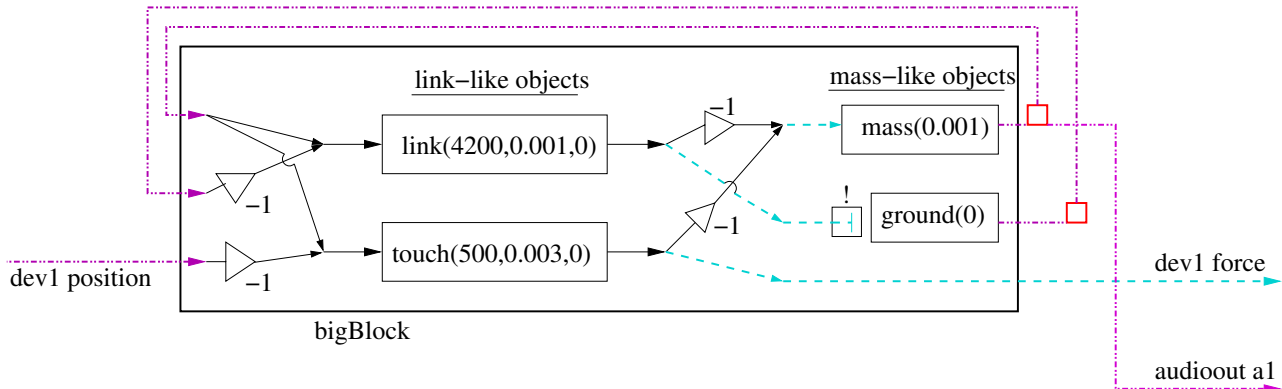 link−like objects
mass−like objects
−1
link(4200,0.001,0)
mass(0.001)
−1
!
ground(0)
−1
touch(500,0.003,0)
dev1 position
−1
dev1 force
bigBlock
audioout a1